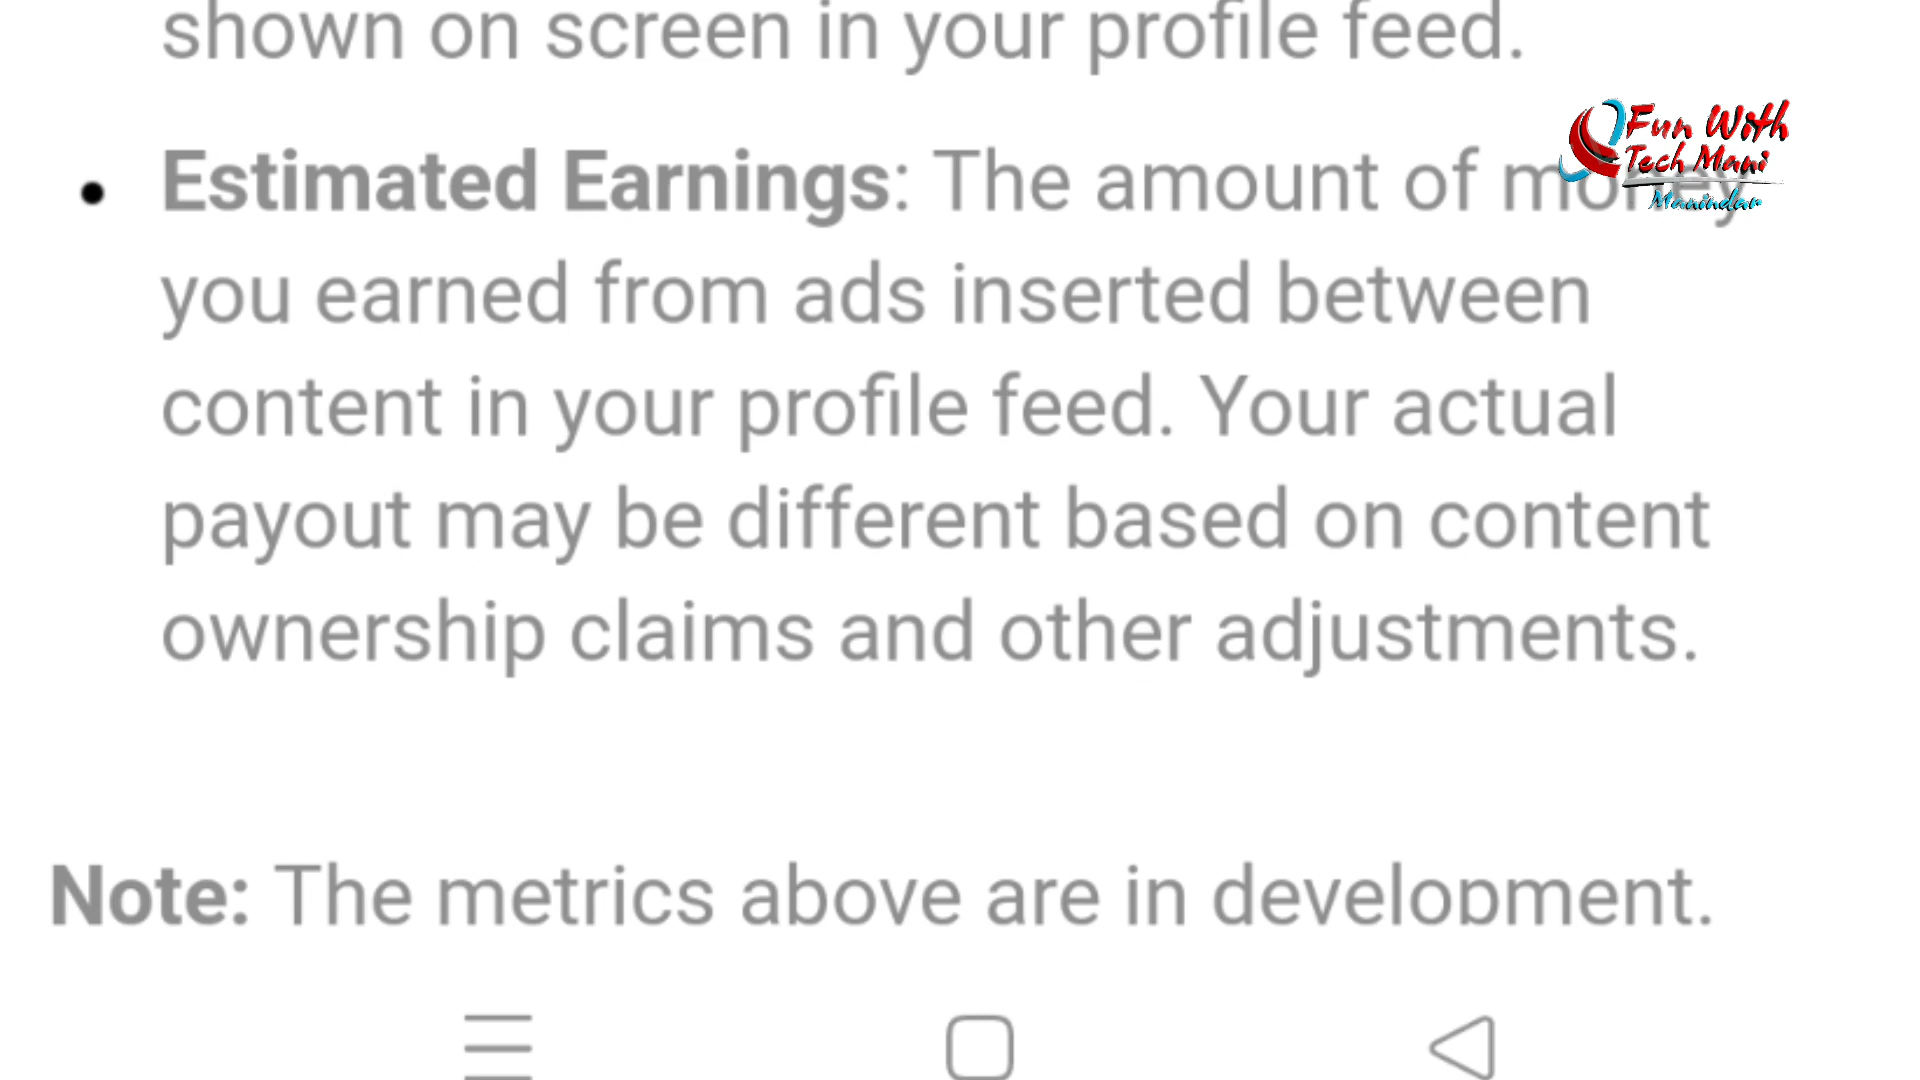 shown on screen in your profile feed.
Fun With
Tech Mani
Manindar
• Estimated Earnings: The amount of money
you earned from ads inserted between
content in your profile feed. Your actual
payout may be different based on content
ownership claims and other adjustments.
Note: The metrics above are in development.